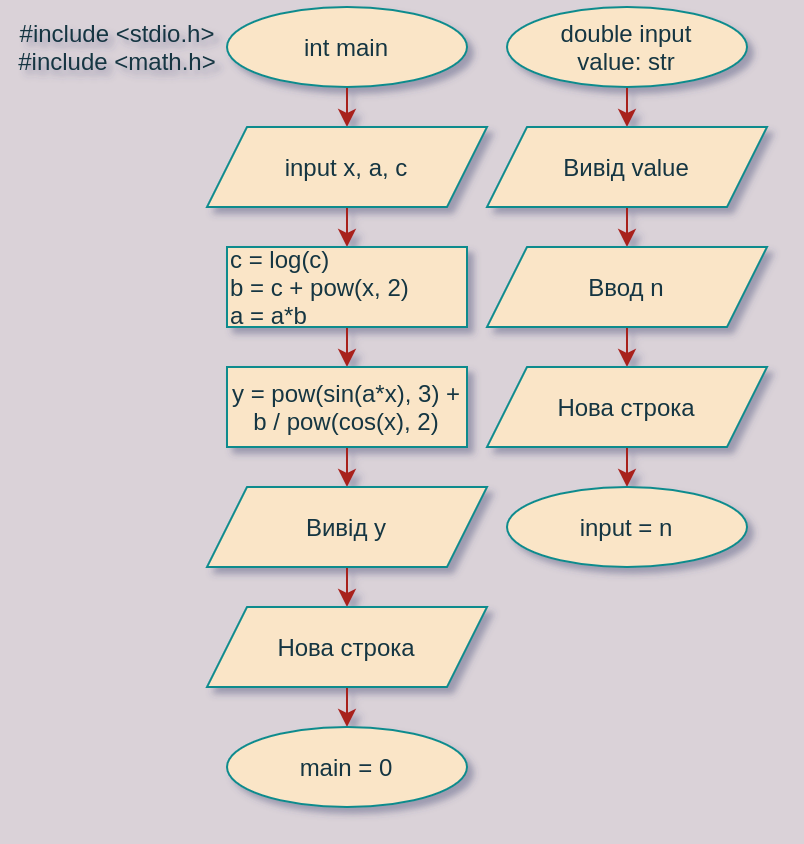 #include <stdio.h>
#include <math.h>
int main
input x, a, c
c = log(c)
b = c + pow(x, 2)
a = a*b
y = pow(sin(a*x), 3) +
b / pow(cos(x), 2)
Вивід y
Нова строка
main = 0
double input
value: str
Вивід value
Ввод n
Нова строка
input = n